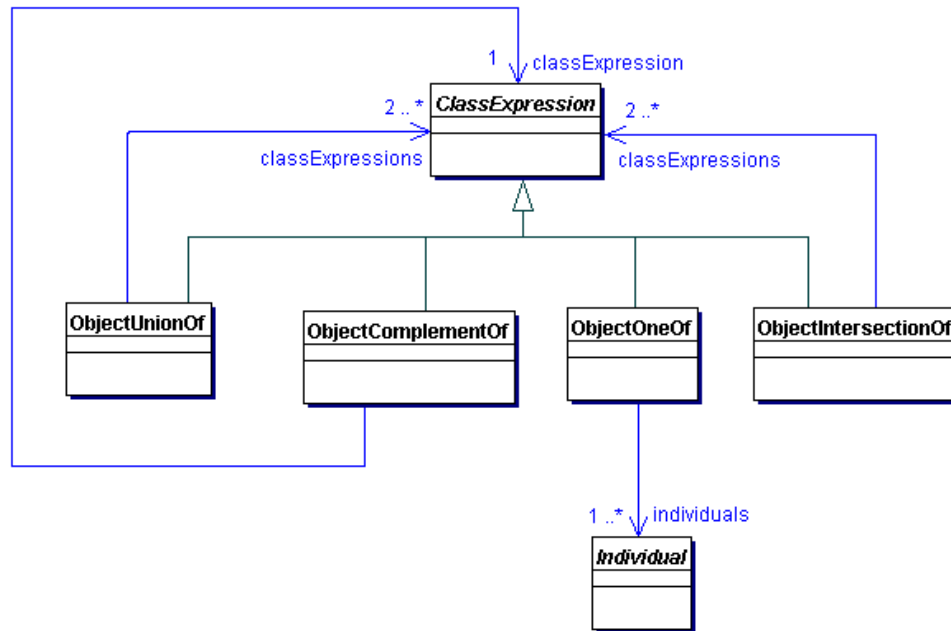 1 classExpression
ClassExpression
2 ..* 2 ..*
classExpressions classExpressions
ObjectUnionOf ObjectComplementOf ObjectOneOf ObjectIntersectionOf
1 ..* individuals
Individual